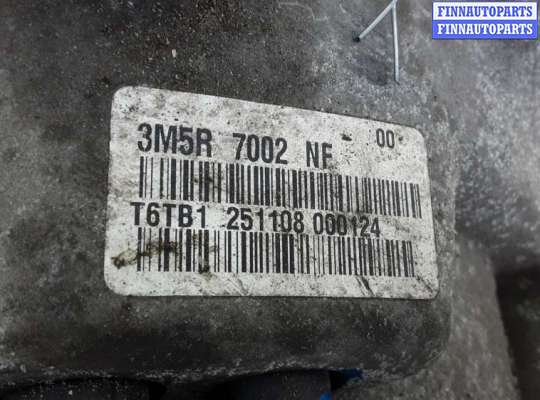 FINNAUTOPARTS
FINNAUTOPARTS
3M5R 7002 NF 00
T6TB1 251108 000124